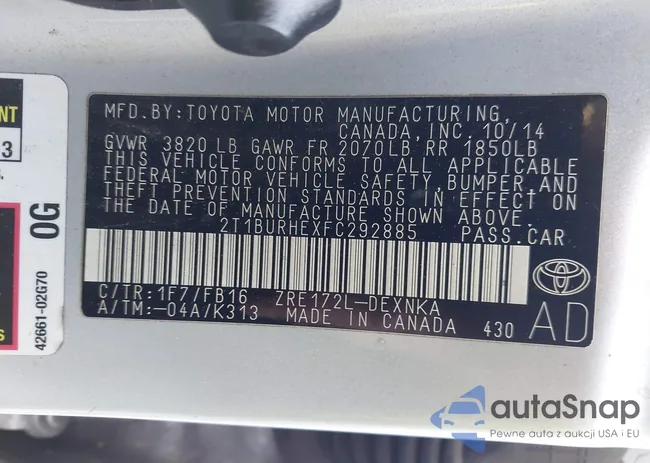 MFD.BY:TOYOTA MOTOR MANUFACTURING,
CANADA, INC. 10/14
GVWR 3820 LB GAWR FR 2070LB RR 1850LB
THIS VEHICLE CONFORMS TO ALL APPLICABLE
FEDERAL MOTOR VEHICLE SAFETY, BUMPER, AND
THEFT PREVENTION STANDARDS IN EFFECT ON
THE DATE OF MANUFACTURE SHOWN ABOVE.
2T1BURHEXFC292885 PASS.CAR
C/TR:1F7/FB16 ZRE172L-DEXNKA
A/TM:-04A/K313 MADE IN CANADA 430 AD
NT
3
s
0G
42661-02G70
autaSnap
Pewne auta z aukcji USA i EU